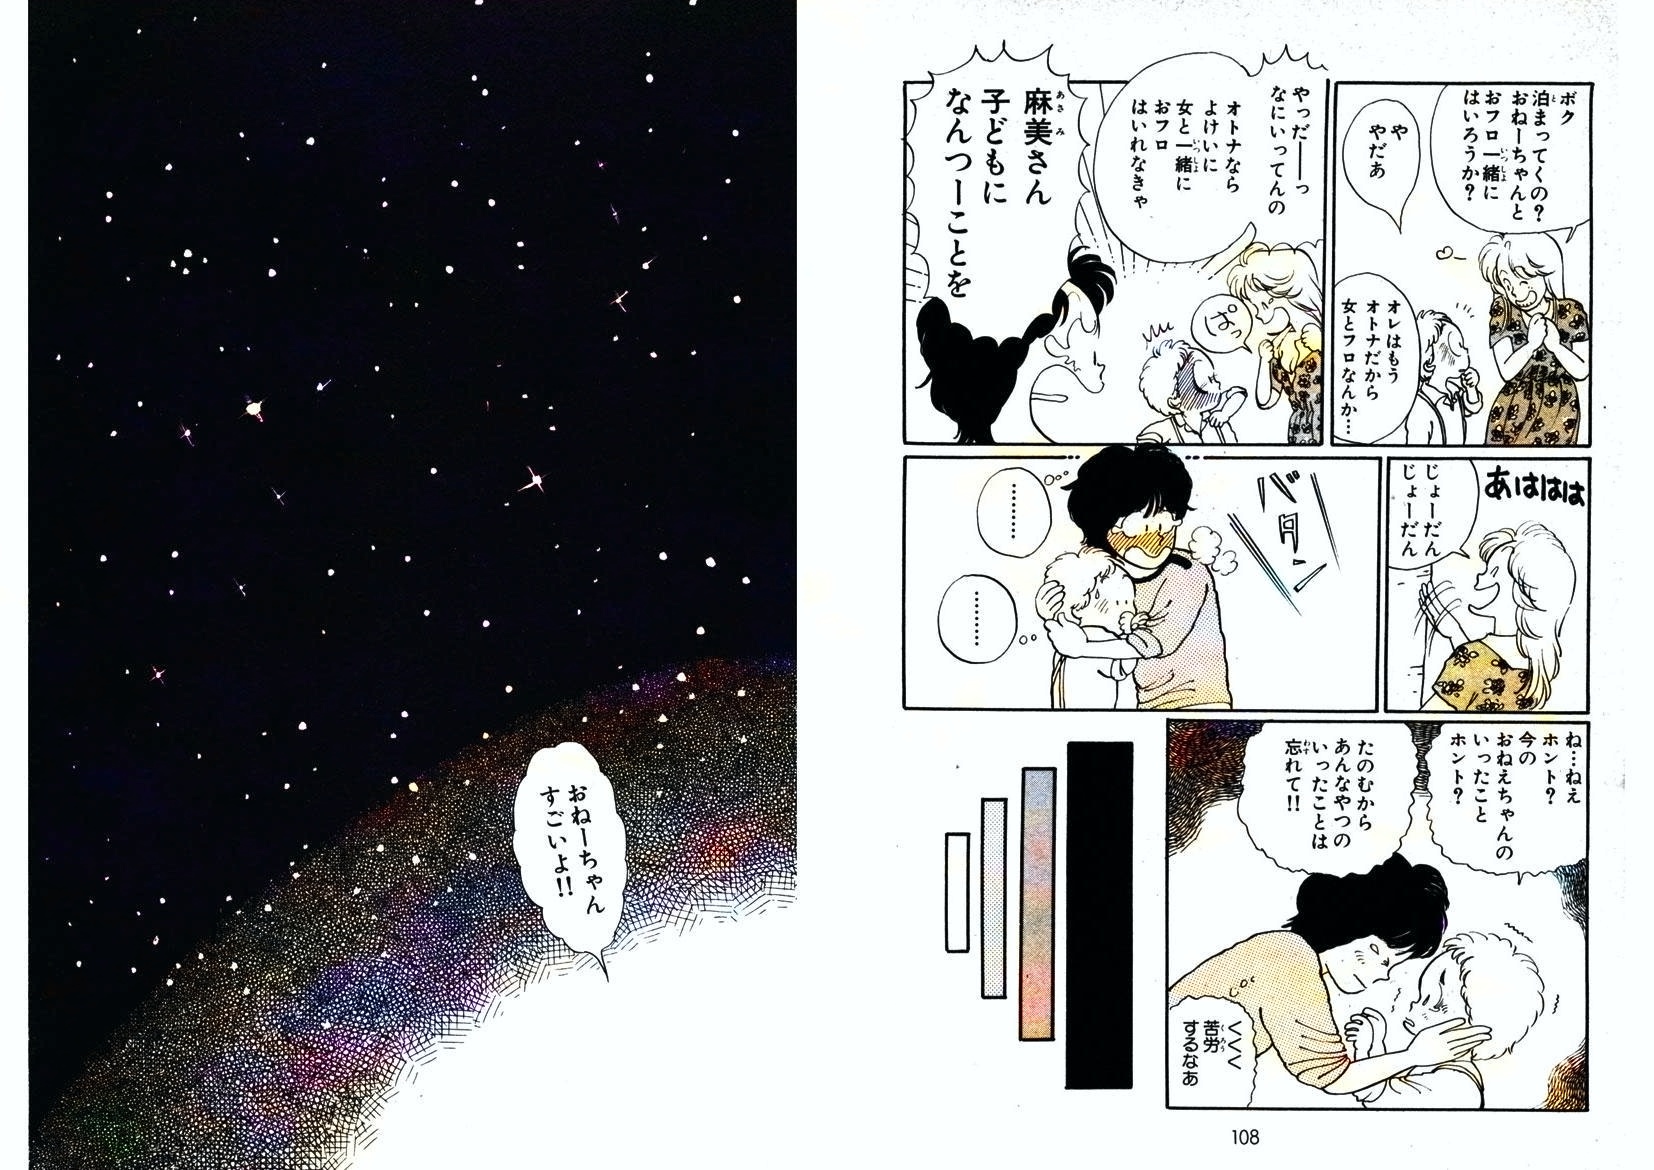 ボク
泊まってくの?
おねーちゃんと
おフロ一緒に
はいろうか?
や
やだあ
オレはもう
オトナだから
女とフロなんか…
やっだ――っ
なにいってんの
オトナなら
よけいに
女と一緒に
おフロ
はいれなきゃ
ぱっ
麻美さん
子どもに
なんつーことを
あははは
じょーだん
じょーだん
バタン
………
………
ね…ねえ
ホント?
今の
おねえちゃんの
いったこと
ホント?
たのむから
あんなやつの
いったことは
忘れて!!
くくく
苦労
するなあ
108
おねーちゃん
すごいよ!!